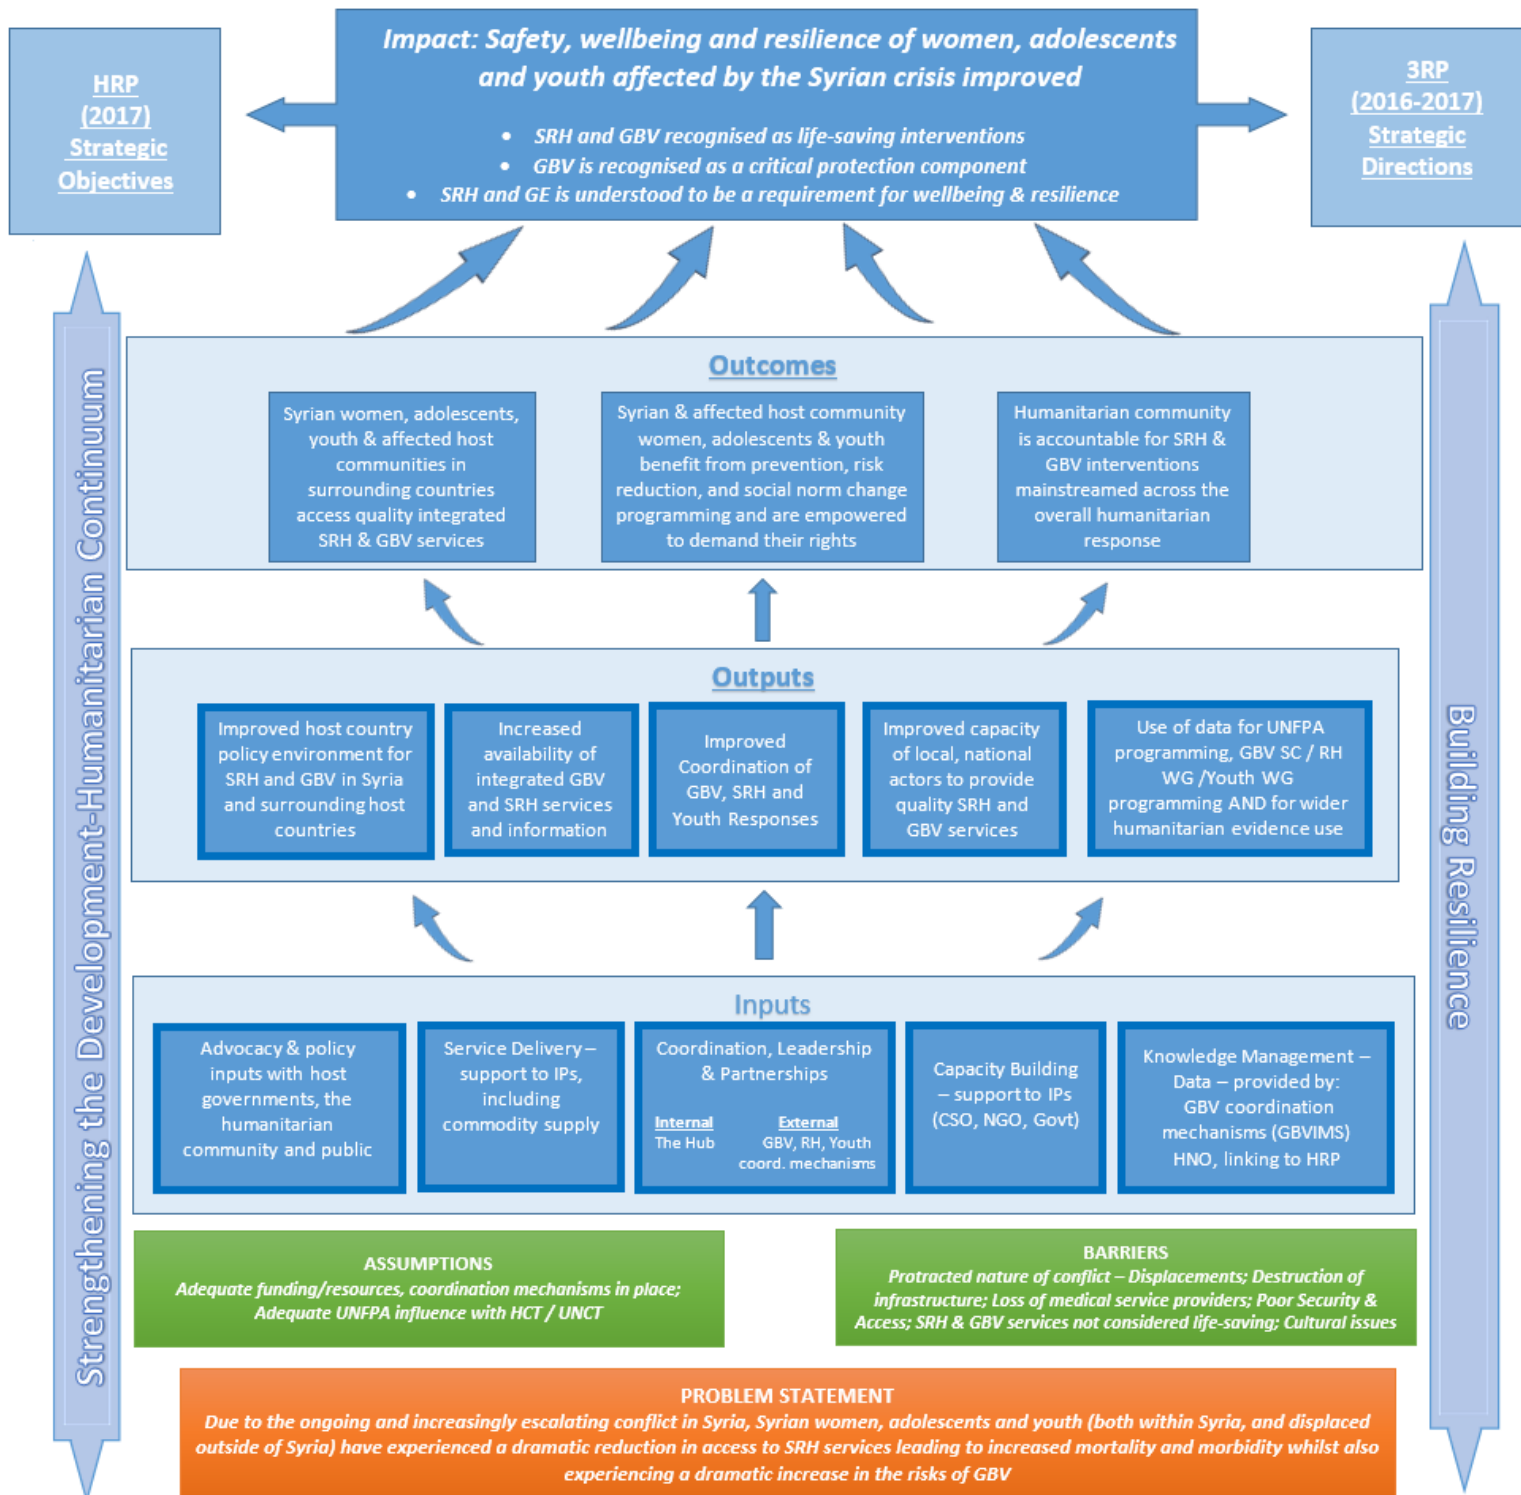 HRP
(2017)
Strategic
Objectives
Impact: Safety, wellbeing and resilience of women, adolescents
and youth affected by the Syrian crisis improved
• SRH and GBV recognised as life-saving interventions
• GBV is recognised as a critical protection component
• SRH and GE is understood to be a requirement for wellbeing & resilience
3RP
(2016-2017)
Strategic
Directions
Strengthening the Development-Humanitarian Continuum
Outcomes
Syrian women, adolescents,
youth & affected host
communities in
surrounding countries
access quality integrated
SRH & GBV services
Syrian & affected host community
women, adolescents & youth
benefit from prevention, risk
reduction, and social norm change
programming and are empowered
to demand their rights
Humanitarian community
is accountable for SRH &
GBV interventions
mainstreamed across the
overall humanitarian
response
Outputs
Improved host country
policy environment for
SRH and GBV in Syria
and surrounding host
countries
Increased
availability of
integrated GBV
and SRH services
and information
Improved
Coordination of
GBV, SRH and
Youth Responses
Improved capacity
of local, national
actors to provide
quality SRH and
GBV services
Use of data for UNFPA
programming, GBV SC / RH
WG /Youth WG
programming AND for wider
humanitarian evidence use
Building Resilience
Inputs
Advocacy & policy
inputs with host
governments, the
humanitarian
community and public
Service Delivery –
support to IPs,
including
commodity supply
Coordination, Leadership
& Partnerships
Internal
The Hub
External
GBV, RH, Youth
coord. mechanisms
Capacity Building
– support to IPs
(CSO, NGO, Govt)
Knowledge Management –
Data – provided by:
GBV coordination
mechanisms (GBVIMS)
HNO, linking to HRP
ASSUMPTIONS
Adequate funding/resources, coordination mechanisms in place;
Adequate UNFPA influence with HCT / UNCT
BARRIERS
Protracted nature of conflict – Displacements; Destruction of
infrastructure; Loss of medical service providers; Poor Security &
Access; SRH & GBV services not considered life-saving; Cultural issues
PROBLEM STATEMENT
Due to the ongoing and increasingly escalating conflict in Syria, Syrian women, adolescents and youth (both within Syria, and displaced
outside of Syria) have experienced a dramatic reduction in access to SRH services leading to increased mortality and morbidity whilst also
experiencing a dramatic increase in the risks of GBV